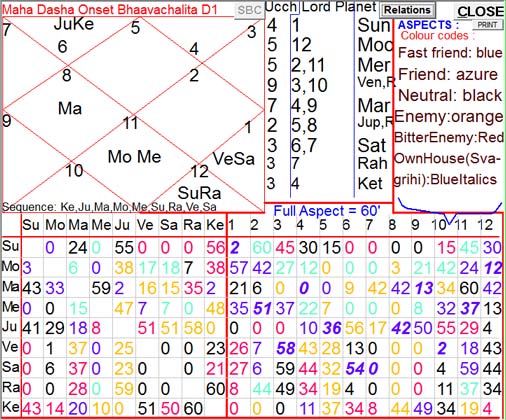 Maha Dasha Onset Bhaavachalita D1
SBC
JuKe
7
6
5
4
3
8
2
Ma
9
11
1
10
Mo Me
12
VeSa
SuRa
Sequence: Ke,Ju,Ma,Mo,Me,Su,Ra,Ve,Sa
Ucch Lord Planet
4 1 Sun
5 12 Moo
5 2,11 Mer
9 3,10 Ven,R
7 4,9 Mar
2 5,8 Jup,R
3 6,7 Sat
3 7 Rah
3 4 Ket
Relations
CLOSE
ASPECTS :
PRINT
Colour codes :
Fast friend: blue
Friend: azure
Neutral: black
Enemy:orange
BitterEnemy:Red
OwnHouse(Sva-
grihi):BlueItalics
Full Aspect = 60'
Su Mo Ma Me Ju Ve Sa Ra Ke 1 2 3 4 5 6 7 8 9 10 11 12
Su 0 24 0 55 0 0 0 56 2 60 45 30 15 0 0 0 0 15 45 30
Mo 3 6 0 38 17 18 7 38 57 42 12 0 0 0 12 3 21 42 24 12
Ma 43 33 59 2 16 15 35 2 21 6 0 0 0 9 42 42 13 34 60 42
Me 0 0 15 47 7 7 0 48 35 51 37 22 7 0 0 0 8 32 37 13
Ju 41 29 18 8 51 51 58 0 0 0 0 10 36 56 17 42 50 55 29 4
Ve 0 1 37 0 25 0 0 23 26 7 58 43 28 13 0 0 0 2 18 43
Sa 0 6 37 0 23 0 0 21 27 6 59 44 26 32 54 0 0 4 19 44
Ra 0 0 28 0 59 0 0 60 8 44 49 34 19 4 0 0 0 11 37 34
Ke 43 14 20 10 0 51 50 60 0 0 0 11 37 34 8 44 49 34 19 4